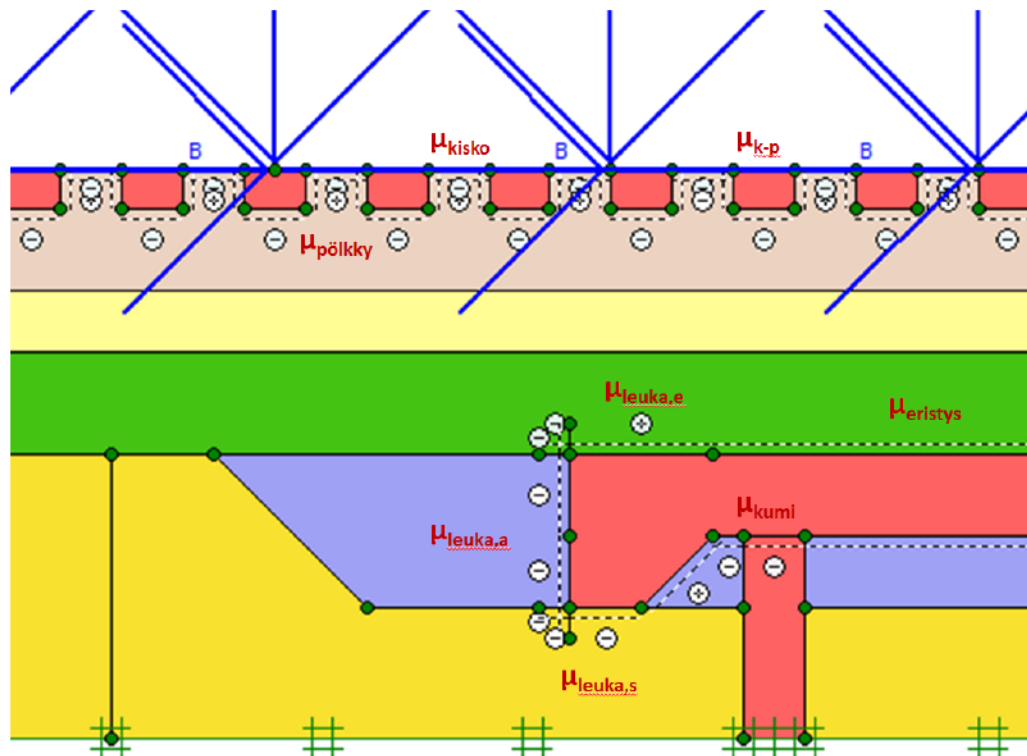 μkisko
μk-p
B
B
B
μpölkky
μleuka,e
μeristys
μkumi
μleuka,a
μleuka,s